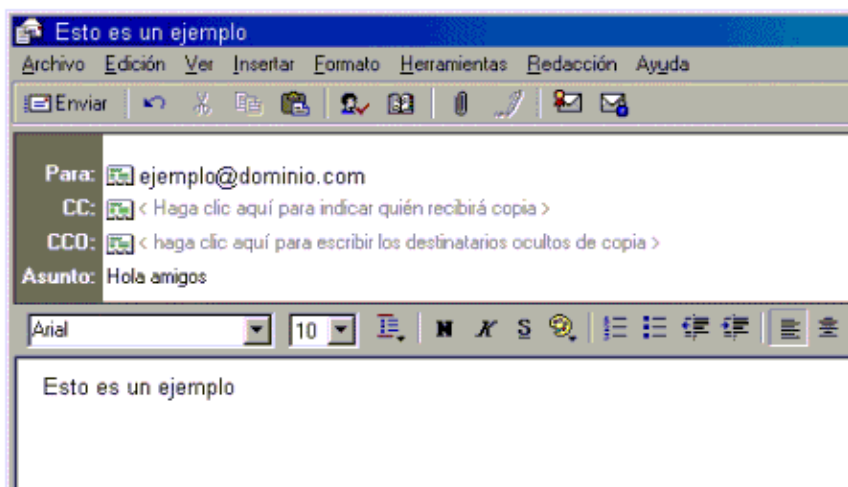 Esto es un ejemplo
Archivo Edición Ver Insertar Formato Herramientas Redacción Ayuda
Enviar
Para: ejemplo@dominio.com
CC: < Haga clic aquí para indicar quién recibirá copia >
CCO: < haga clic aquí para escribir los destinatarios ocultos de copia >
Asunto: Hola amigos
Arial 10 N K S
Esto es un ejemplo